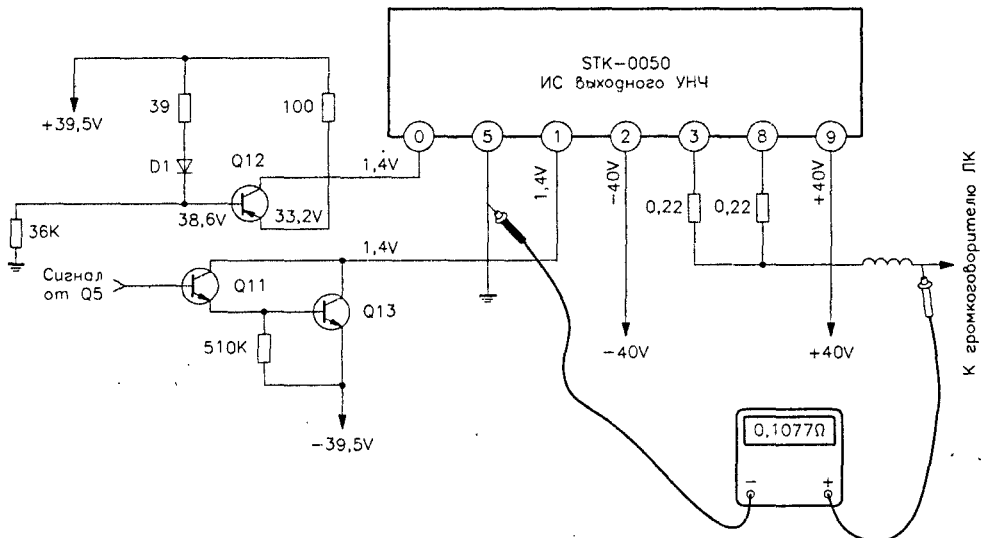 STK–0050
ИС выходного УНЧ
0
5
1
2
3
8
9
+39,5V
39
100
D1
Q12
1,4V
38,6V
33,2V
36K
1,4V
1,4V
–40V
0,22
0,22
+40V
Сигнал
от Q5
Q11
Q13
510K
–39,5V
–40V
+40V
К громкоговорителю ЛК
0,1077Ω
–
+